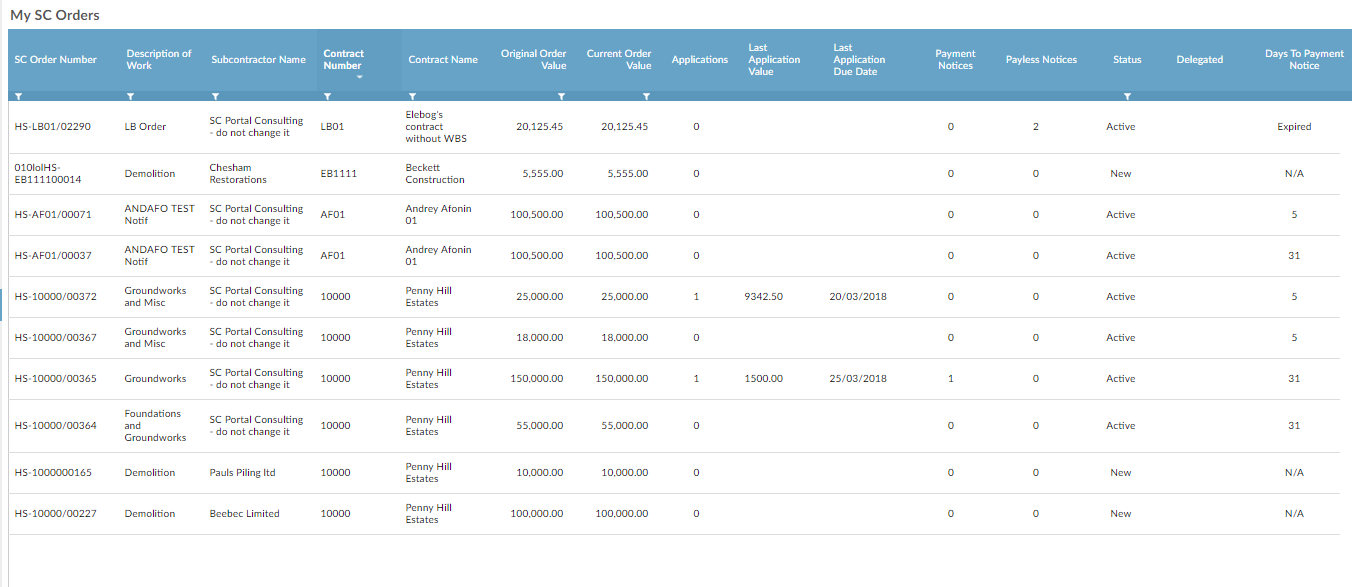 My SC Orders
SC Order Number
Description of
Work
Subcontractor Name
Contract
Number
Contract Name
Original Order
Value
Current Order
Value
Applications
Last
Application
Value
Last
Application
Due Date
Payment
Notices
Payless Notices
Status
Delegated
Days To Payment
Notice
HS-LB01/02290
LB Order
SC Portal Consulting
- do not change it
LB01
Elebog's
contract
without WBS
20,125.45
20,125.45
0
0
2
Active
Expired
010lolHS-
EB111100014
Demolition
Chesham
Restorations
EB1111
Beckett
Construction
5,555.00
5,555.00
0
0
0
New
N/A
HS-AF01/00071
ANDAFO TEST
Notif
SC Portal Consulting
- do not change it
AF01
Andrey Afonin
01
100,500.00
100,500.00
0
0
0
Active
5
HS-AF01/00037
ANDAFO TEST
Notif
SC Portal Consulting
- do not change it
AF01
Andrey Afonin
01
100,500.00
100,500.00
0
0
0
Active
31
HS-10000/00372
Groundworks
and Misc
SC Portal Consulting
- do not change it
10000
Penny Hill
Estates
25,000.00
25,000.00
1
9342.50
20/03/2018
0
0
Active
5
HS-10000/00367
Groundworks
and Misc
SC Portal Consulting
- do not change it
10000
Penny Hill
Estates
18,000.00
18,000.00
0
0
0
Active
5
HS-10000/00365
Groundworks
SC Portal Consulting
- do not change it
10000
Penny Hill
Estates
150,000.00
150,000.00
1
1500.00
25/03/2018
1
0
Active
31
HS-10000/00364
Foundations
and
Groundworks
SC Portal Consulting
- do not change it
10000
Penny Hill
Estates
55,000.00
55,000.00
0
0
0
Active
31
HS-1000000165
Demolition
Pauls Piling ltd
10000
Penny Hill
Estates
10,000.00
10,000.00
0
0
0
New
N/A
HS-10000/00227
Demolition
Beebec Limited
10000
Penny Hill
Estates
100,000.00
100,000.00
0
0
0
New
N/A